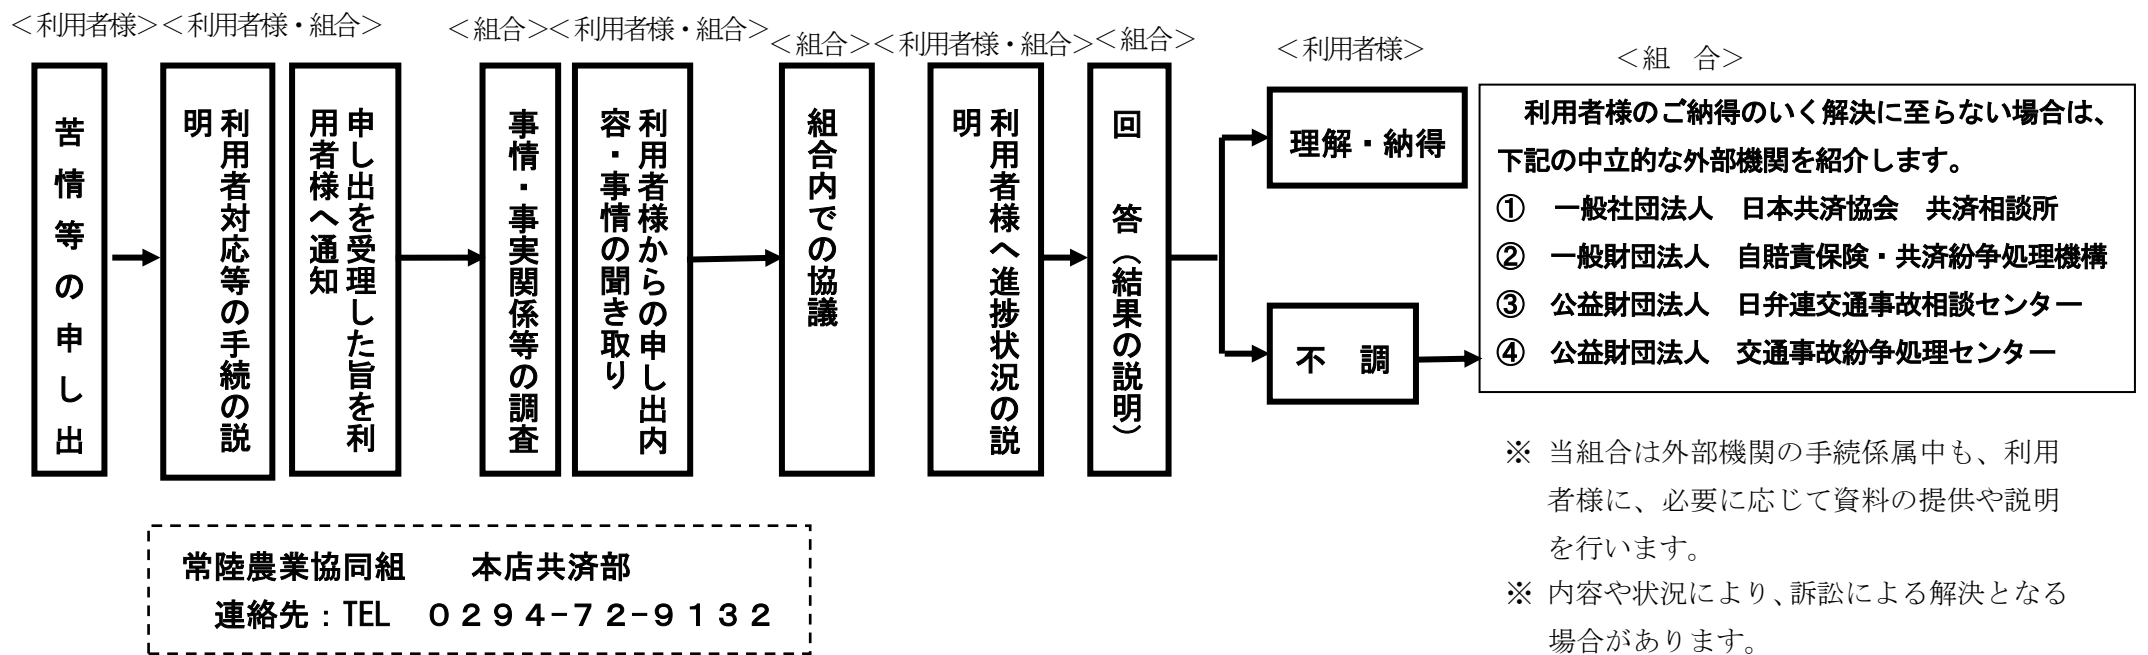 ＜利用者様＞
＜利用者様・組合＞
＜組合＞
＜利用者様・組合＞
＜組合＞
＜利用者様・組合＞
＜組合＞
＜利用者様＞
＜組　合＞
苦情等の申し出
利用者対応等の手続の説
明
申し出を受理した旨を利
用者様へ通知
事情・事実関係等の調査
利用者様からの申し出内
容・事情の聞き取り
組合内での協議
利用者様へ進捗状況の説
明
回　答（結果の説明）
理解・納得
不　調
利用者様のご納得のいく解決に至らない場合は、
下記の中立的な外部機関を紹介します。
①　一般社団法人　日本共済協会　共済相談所
②　一般財団法人　自賠責保険・共済紛争処理機構
③　公益財団法人　日弁連交通事故相談センター
④　公益財団法人　交通事故紛争処理センター
※ 当組合は外部機関の手続係属中も、利用
者様に、必要に応じて資料の提供や説明
を行います。
※ 内容や状況により、訴訟による解決となる
場合があります。
常陸農業協同組　　本店共済部
連絡先：TEL　０２９４－７２－９１３２